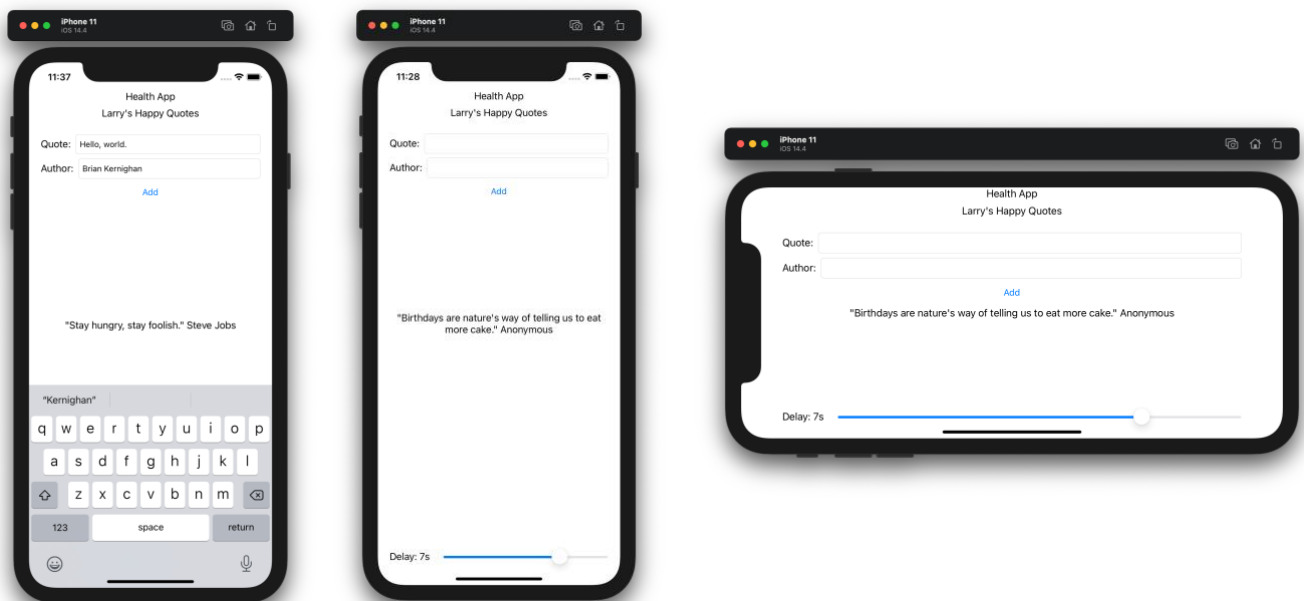 iPhone 11
iOS 14.4
11:37
Health App
Larry's Happy Quotes
Quote: Hello, world.
Author: Brian Kernighan
Add
"Stay hungry, stay foolish." Steve Jobs
"Kernighan"
q w e r t y u i o p
a s d f g h j k l
z x c v b n m
123 space return
iPhone 11
iOS 14.4
11:28
Health App
Larry's Happy Quotes
Quote:
Author:
Add
"Birthdays are nature's way of telling us to eat
more cake." Anonymous
Delay: 7s
iPhone 11
iOS 14.4
Health App
Larry's Happy Quotes
Quote:
Author:
Add
"Birthdays are nature's way of telling us to eat more cake." Anonymous
Delay: 7s